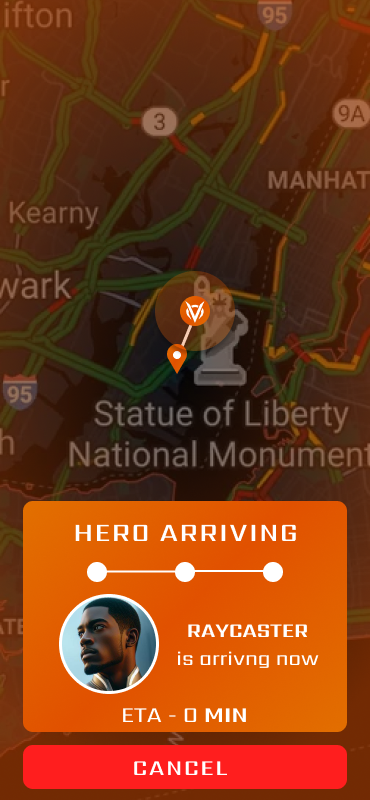 ifton
95
r
3
9A
MANHAT
Kearny
wark
95
Statue of Liberty
h
National Monument
HERO ARRIVING
ATE
RAYCASTER
is arrivng now
ETA - 0 MIN
N
CANCEL